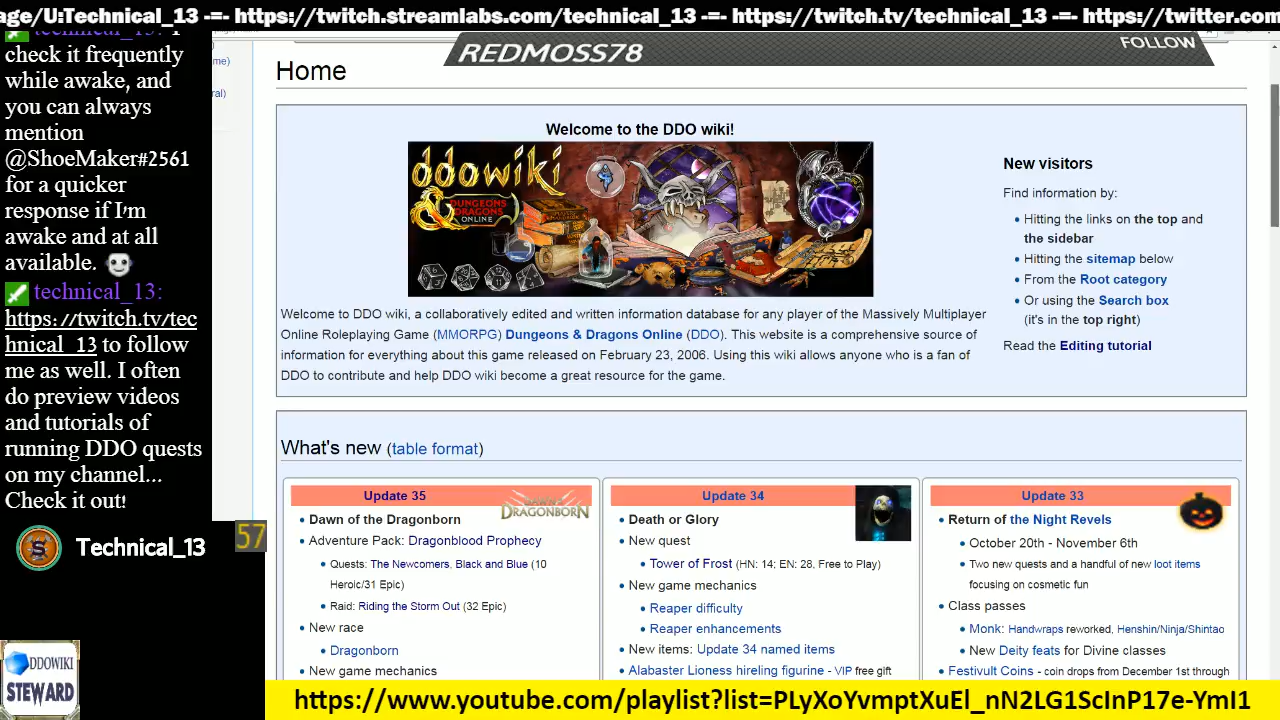 age/U:Technical_13 -=- https://twitch.streamlabs.com/technical_13 -=- https://twitch.tv/technical_13 -=- https://twitter.com
technical_13: I
check it frequently
while awake, and
you can always
mention
@ShoeMaker#2561
for a quicker
response if I'm
awake and at all
available.
technical_13:
https://twitch.tv/tec
hnical_13 to follow
me as well. I often
do preview videos
and tutorials of
running DDO quests
on my channel...
Check it out!
57
Technical_13
DDOWIKI
STEWARD
me)
ral)
REDMOSS78
FOLLOW
Home
Welcome to the DDO wiki!
ddowiki
DUNGEONS & DRAGONS
ONLINE
New visitors
Find information by:
Hitting the links on the top and
the sidebar
Hitting the sitemap below
From the Root category
Or using the Search box
(it's in the top right)
Read the Editing tutorial
Welcome to DDO wiki, a collaboratively edited and written information database for any player of the Massively Multiplayer
Online Roleplaying Game (MMORPG) Dungeons & Dragons Online (DDO). This website is a comprehensive source of
information for everything about this game released on February 23, 2006. Using this wiki allows anyone who is a fan of
DDO to contribute and help DDO wiki become a great resource for the game.
What's new (table format)
Update 35
DRAGONBORN
Dawn of the Dragonborn
Adventure Pack: Dragonblood Prophecy
Quests: The Newcomers, Black and Blue (10
Heroic/31 Epic)
Raid: Riding the Storm Out (32 Epic)
New race
Dragonborn
New game mechanics
Update 34
Death or Glory
New quest
Tower of Frost (HN: 14; EN: 28, Free to Play)
New game mechanics
Reaper difficulty
Reaper enhancements
New items: Update 34 named items
Alabaster Lioness hireling figurine - VIP free gift
Update 33
Return of the Night Revels
October 20th - November 6th
Two new quests and a handful of new loot items
focusing on cosmetic fun
Class passes
Monk: Handwraps reworked, Henshin/Ninja/Shintao
New Deity feats for Divine classes
Festivult Coins - coin drops from December 1st through
https://www.youtube.com/playlist?list=PLyXoYvmptXuEl_nN2LG1ScInP17e-YmI1